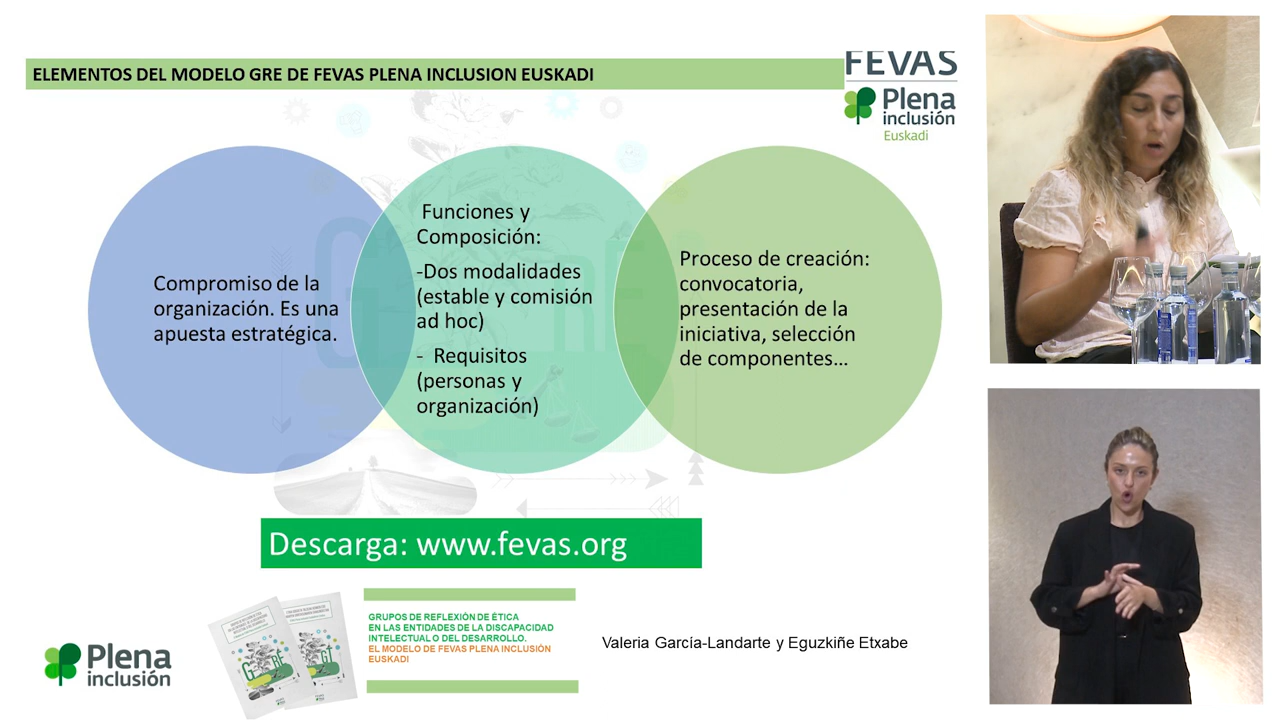 ELEMENTOS DEL MODELO GRE DE FEVAS PLENA INCLUSION EUSKADI
FEVAS
Plena
inclusión
Euskadi
Compromiso de la
organización. Es una
apuesta estratégica.
Funciones y
Composición:
-Dos modalidades
(estable y comisión
ad hoc)
- Requisitos
(personas y
organización)
Proceso de creación:
convocatoria,
presentación de la
iniciativa, selección
de componentes...
Descarga: www.fevas.org
GRUPOS DE REFLEXIÓN DE ÉTICA
EN LAS ENTIDADES DE LA DISCAPACIDAD
INTELECTUAL O DEL DESARROLLO.
EL MODELO DE FEVAS PLENA INCLUSIÓN
EUSKADI
Valeria García-Landarte y Eguzkiñe Etxabe
Plena
inclusión